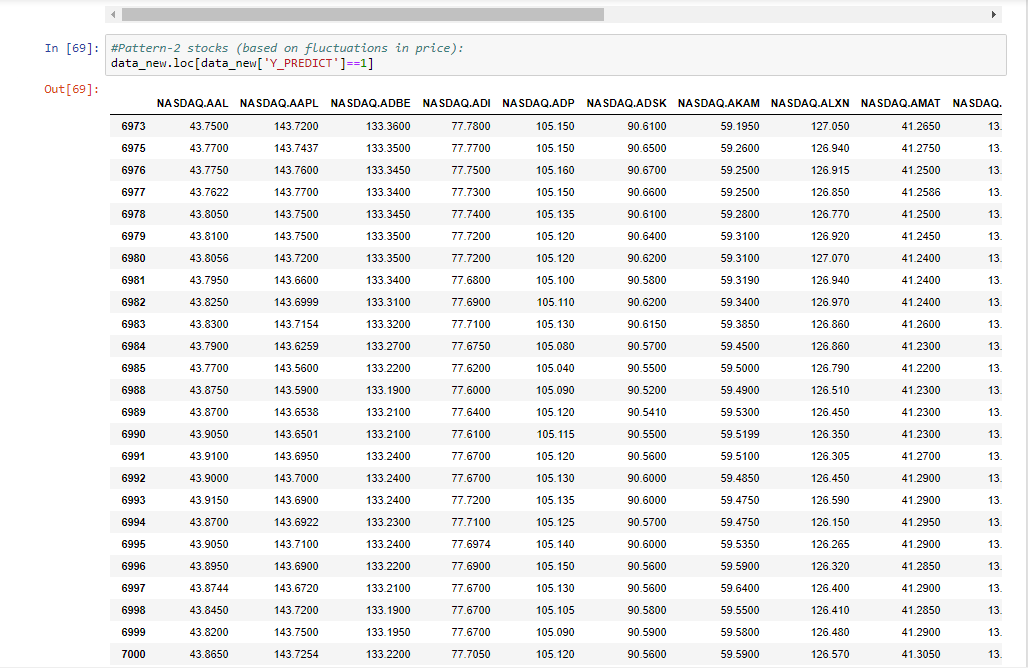 In [69]: #Pattern-2 stocks (based on fluctuations in price):
data_new.loc[data_new['Y_PREDICT']==1]
Out[69]:
NASDAQ.AAL NASDAQ.AAPL NASDAQ.ADBE NASDAQ.ADI NASDAQ.ADP NASDAQ.ADSK NASDAQ.AKAM NASDAQ.ALXN NASDAQ.AMAT NASDAQ.
6973 43.7500 143.7200 133.3600 77.7800 105.150 90.6100 59.1950 127.050 41.2650 13.
6975 43.7700 143.7437 133.3500 77.7700 105.150 90.6500 59.2600 126.940 41.2750 13.
6976 43.7750 143.7600 133.3450 77.7500 105.160 90.6700 59.2500 126.915 41.2500 13.
6977 43.7622 143.7700 133.3400 77.7300 105.150 90.6600 59.2500 126.850 41.2586 13.
6978 43.8050 143.7500 133.3450 77.7400 105.135 90.6100 59.2800 126.770 41.2500 13.
6979 43.8100 143.7500 133.3500 77.7200 105.120 90.6400 59.3100 126.920 41.2450 13.
6980 43.8056 143.7200 133.3500 77.7200 105.120 90.6200 59.3100 127.070 41.2400 13.
6981 43.7950 143.6600 133.3400 77.6800 105.100 90.5800 59.3190 126.940 41.2400 13.
6982 43.8250 143.6999 133.3100 77.6900 105.110 90.6200 59.3400 126.970 41.2400 13.
6983 43.8300 143.7154 133.3200 77.7100 105.130 90.6150 59.3850 126.860 41.2600 13.
6984 43.7900 143.6259 133.2700 77.6750 105.080 90.5700 59.4500 126.860 41.2300 13.
6985 43.7700 143.5600 133.2200 77.6200 105.040 90.5500 59.5000 126.790 41.2200 13.
6988 43.8750 143.5900 133.1900 77.6000 105.090 90.5200 59.4900 126.510 41.2300 13.
6989 43.8700 143.6538 133.2100 77.6400 105.120 90.5410 59.5300 126.450 41.2300 13.
6990 43.9050 143.6501 133.2100 77.6100 105.115 90.5500 59.5199 126.350 41.2300 13.
6991 43.9100 143.6950 133.2400 77.6700 105.120 90.5600 59.5100 126.305 41.2700 13.
6992 43.9000 143.7000 133.2400 77.6700 105.130 90.6000 59.4850 126.450 41.2900 13.
6993 43.9150 143.6900 133.2400 77.7200 105.135 90.6000 59.4750 126.590 41.2900 13.
6994 43.8700 143.6922 133.2300 77.7100 105.125 90.5700 59.4750 126.150 41.2950 13.
6995 43.9050 143.7100 133.2400 77.6974 105.140 90.6000 59.5350 126.265 41.2900 13.
6996 43.8950 143.6900 133.2200 77.6900 105.150 90.5600 59.5900 126.320 41.2850 13.
6997 43.8744 143.6720 133.2100 77.6700 105.130 90.5600 59.6400 126.400 41.2900 13.
6998 43.8450 143.7200 133.1900 77.6700 105.105 90.5800 59.5500 126.410 41.2850 13.
6999 43.8200 143.7500 133.1950 77.6700 105.090 90.5900 59.5800 126.480 41.2900 13.
7000 43.8650 143.7254 133.2200 77.7050 105.120 90.5600 59.5900 126.570 41.3050 13.